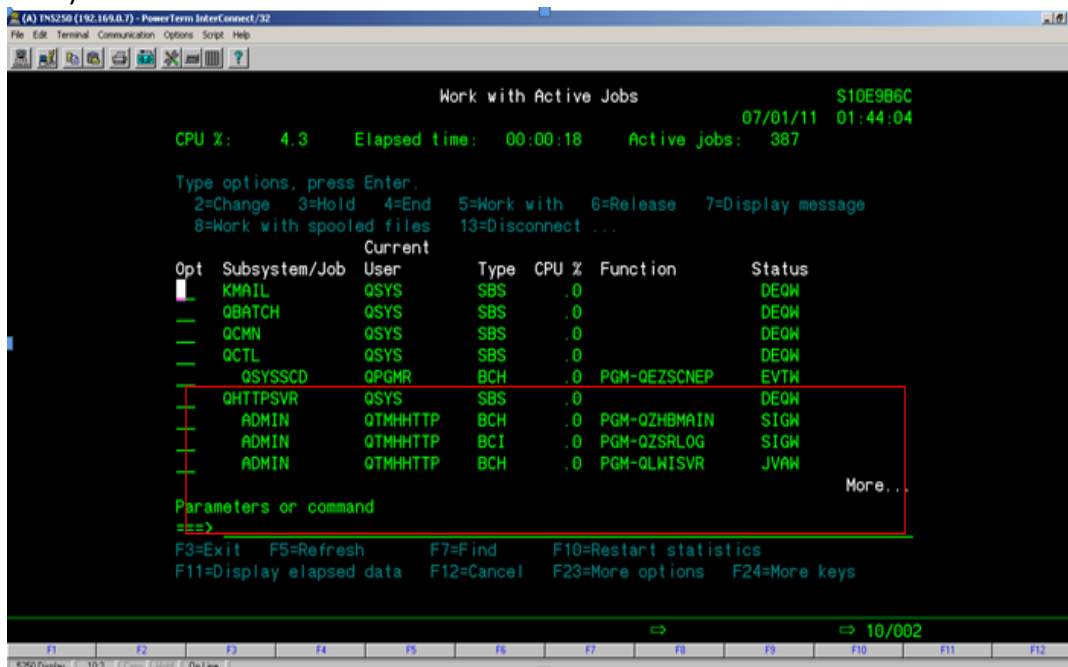 (A) TN5250 (192.169.0.7) - PowerTerm InterConnect/32
File Edit Terminal Communication Options Script Help
Work with Active Jobs S10E9B6C
07/01/11 01:44:04
CPU %: 4.3 Elapsed time: 00:00:18 Active jobs: 387
Type options, press Enter.
2=Change 3=Hold 4=End 5=Work with 6=Release 7=Display message
8=Work with spooled files 13=Disconnect ...
Current
Opt Subsystem/Job User Type CPU % Function Status
KMAIL QSYS SBS .0 DEQW
QBATCH QSYS SBS .0 DEQW
QCMN QSYS SBS .0 DEQW
QCTL QSYS SBS .0 DEQW
QSYSSCD QPGMR BCH .0 PGM-QEZSCNEP EVTW
QHTTPSVR QSYS SBS .0 DEQW
ADMIN QTMHHTTP BCH .0 PGM-QZHBMAIN SIGW
ADMIN QTMHHTTP BCI .0 PGM-QZSRLOG SIGW
ADMIN QTMHHTTP BCH .0 PGM-QLWISVR JVAW
More...
Parameters or command
===>
F3=Exit F5=Refresh F7=Find F10=Restart statistics
F11=Display elapsed data F12=Cancel F23=More options F24=More keys
10/002
F1 F2 F3 F4 F5 F6 F7 F8 F9 F10 F11 F12
5250 Display 10:2 Caps Hold On Line